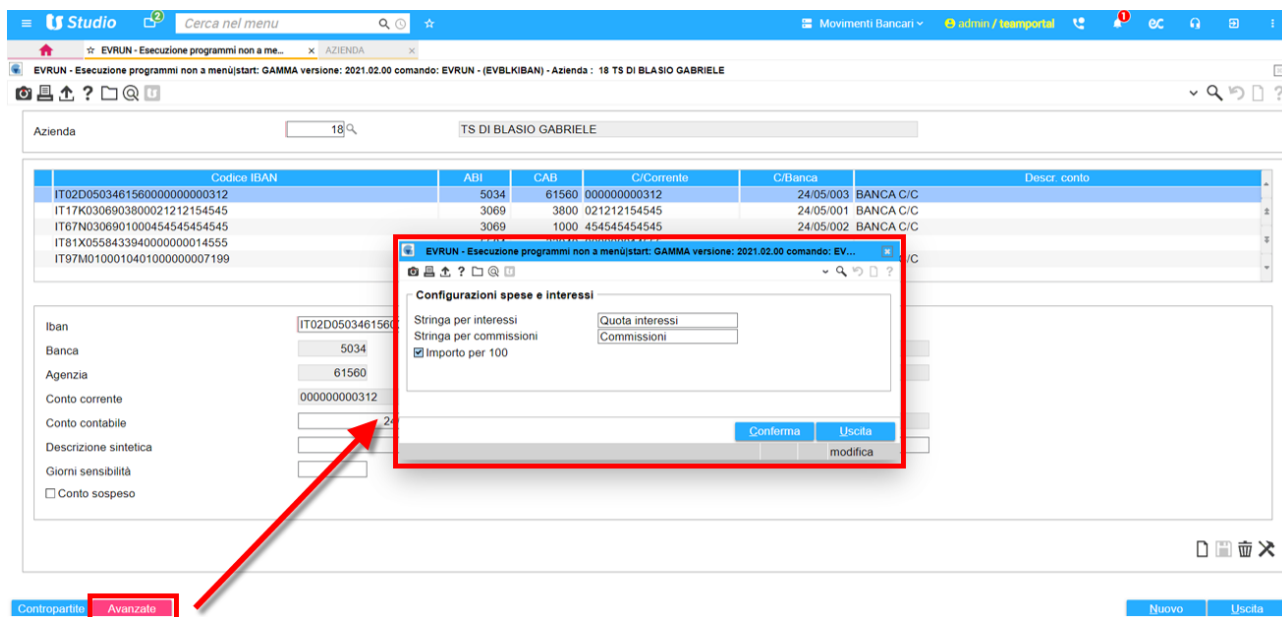 Studio 2 Cerca nel menu Movimenti Bancari admin / teamportal 1 ec
EVRUN - Esecuzione programmi non a me... x AZIENDA x
EVRUN - Esecuzione programmi non a menù|start: GAMMA versione: 2021.02.00 comando: EVRUN - (EVBLKIBAN) - Azienda : 18 TS DI BLASIO GABRIELE
Azienda 18 TS DI BLASIO GABRIELE
Codice IBAN ABI CAB C/Corrente C/Banca Descr. conto
IT02D0503461560000000000312 5034 61560 000000000312 24/05/003 BANCA C/C
IT17K0306903800021212154545 3069 3800 021212154545 24/05/001 BANCA C/C
IT67N0306901000454545454545 3069 1000 454545454545 24/05/002 BANCA C/C
IT81X0558433940000000014555
IT97M0100010401000000007199 /C
EVRUN - Esecuzione programmi non a menù|start: GAMMA versione: 2021.02.00 comando: EV...
Configurazioni spese e interessi
Stringa per interessi Quota interessi
Stringa per commissioni Commissioni
Importo per 100
Conferma Uscita
modifica
Iban IT02D050346156
Banca 5034
Agenzia 61560
Conto corrente 000000000312
Conto contabile 24
Descrizione sintetica
Giorni sensibilità
Conto sospeso
Contropartite Avanzate Nuovo Uscita